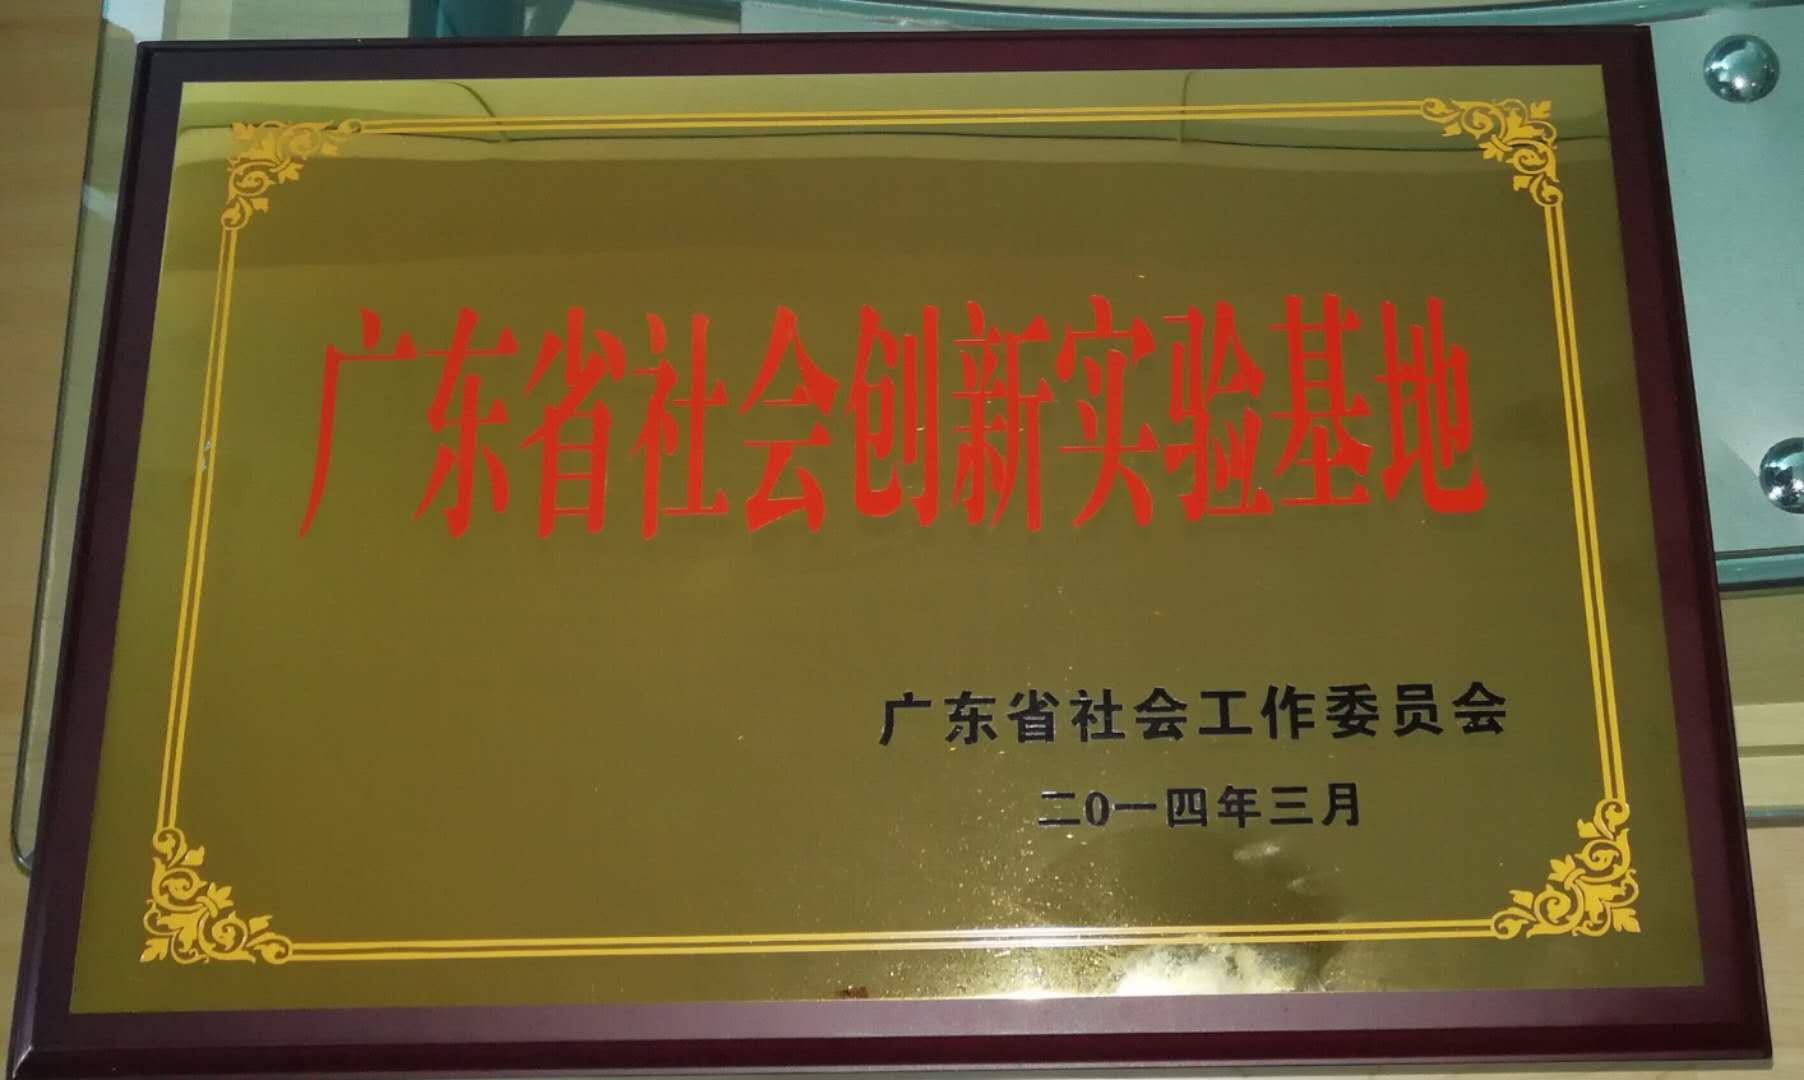 广东省社会创新实验基地
广东省社会工作委员会
二0一四年三月